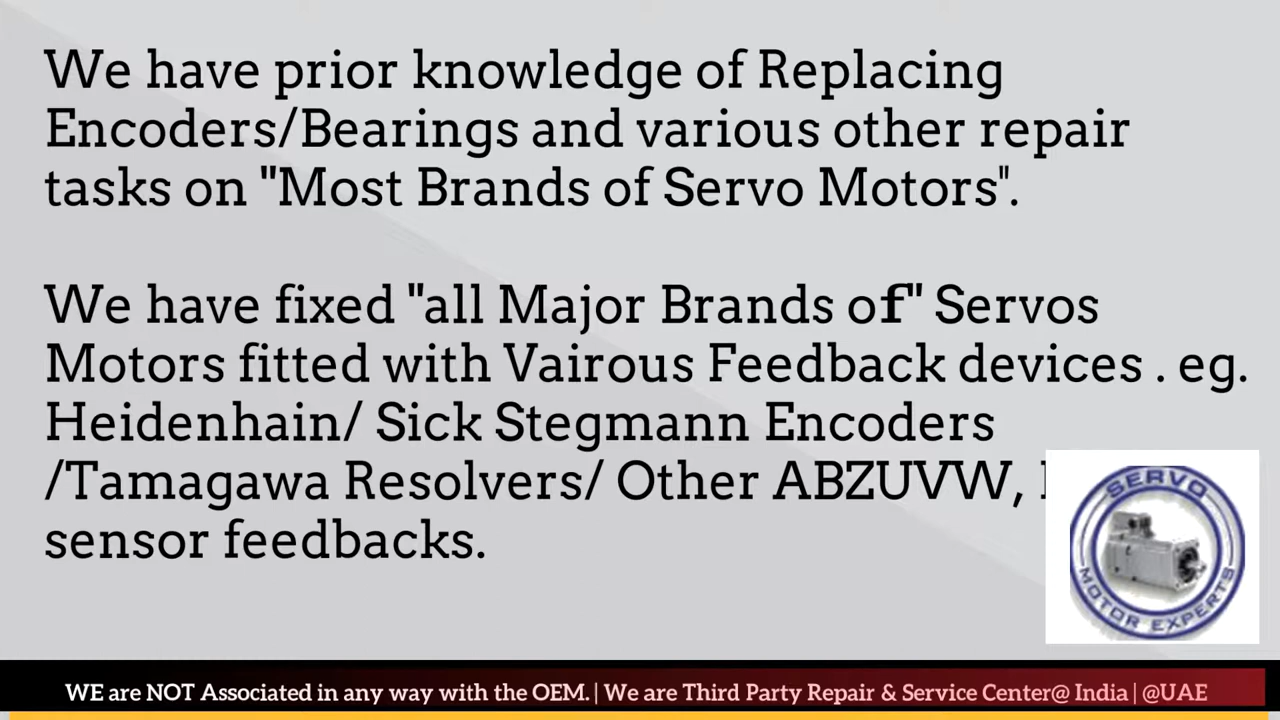 We have prior knowledge of Replacing
Encoders/Bearings and various other repair
tasks on "Most Brands of Servo Motors".
We have fixed "all Major Brands of" Servos
Motors fitted with Vairous Feedback devices . eg.
Heidenhain/ Sick Stegmann Encoders
/Tamagawa Resolvers/ Other ABZUVW,
sensor feedbacks.
SERVO
MOTOR EXPERTS
WE are NOT Associated in any way with the OEM. | We are Third Party Repair & Service Center@ India | @UAE